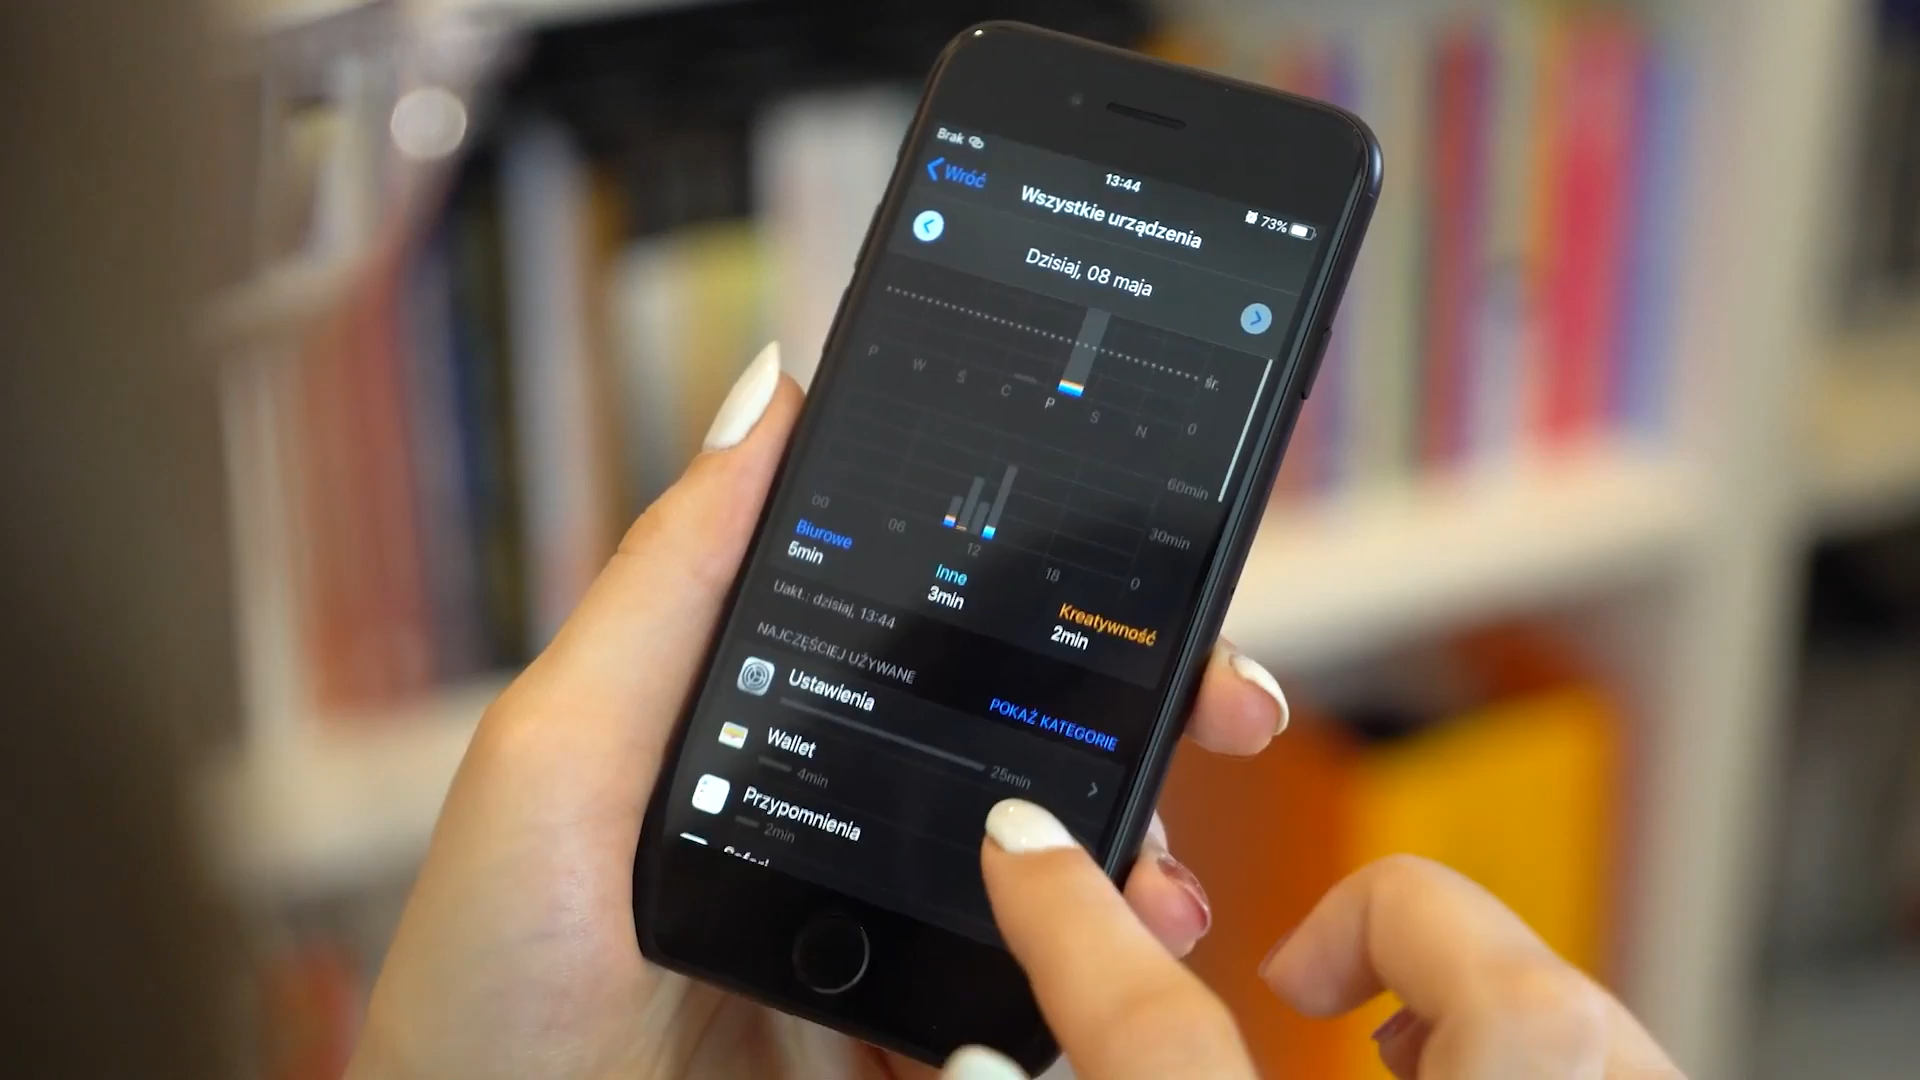 Brak
13:44
73%
Wróć
Wszystkie urządzenia
Dzisiaj, 08 maja
śr.
P W Ś C P S N 0
60min
30min
00 06 12 18 0
Biurowe
5min
Inne
3min
Kreatywność
2min
Uakt.: dzisiaj, 13:44
NAJCZĘŚCIEJ UŻYWANE
POKAŻ KATEGORIE
Ustawienia
25min
Wallet
4min
Przypomnienia
2min
Safari